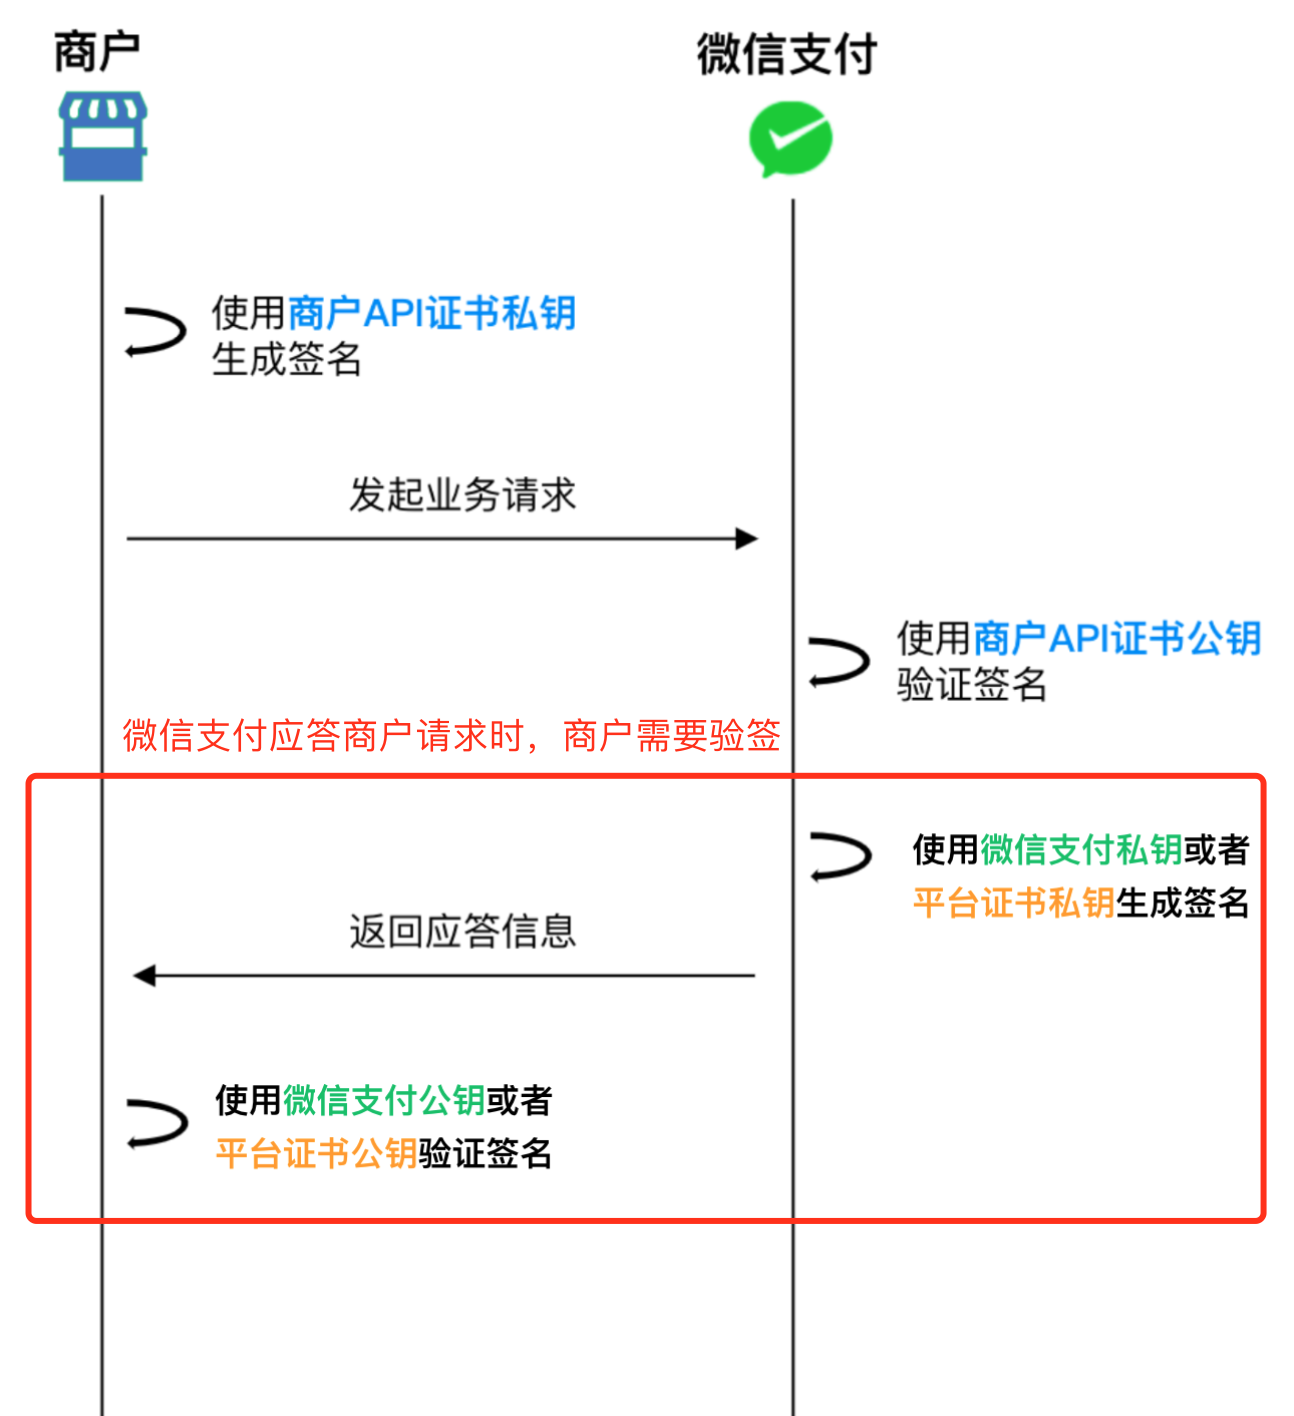 商户
微信支付
使用商户API证书私钥
生成签名
发起业务请求
使用商户API证书公钥
验证签名
微信支付应答商户请求时，商户需要验签
使用微信支付私钥或者
平台证书私钥生成签名
返回应答信息
使用微信支付公钥或者
平台证书公钥验证签名